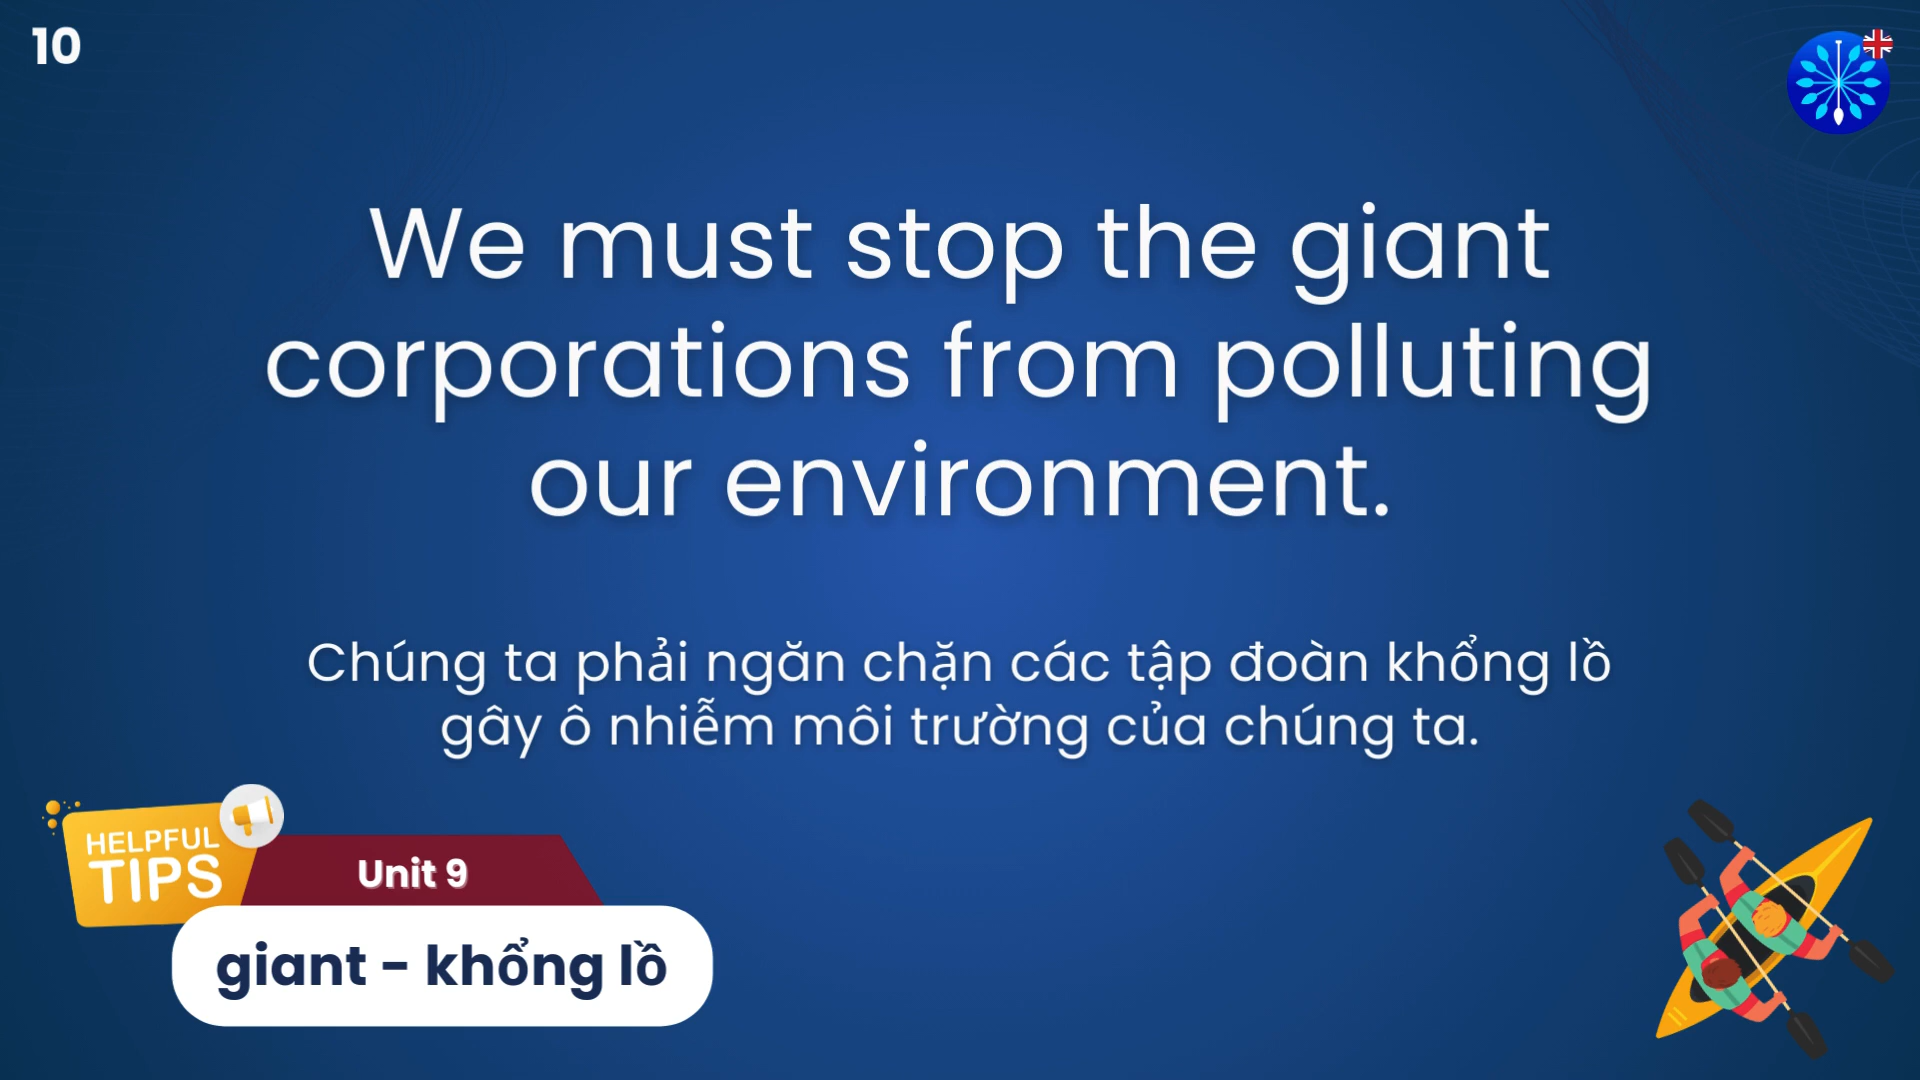 10
We must stop the giant
corporations from polluting
our environment.
Chúng ta phải ngăn chặn các tập đoàn khổng lồ
gây ô nhiễm môi trường của chúng ta.
HELPFUL
TIPS
Unit 9
giant - khổng lồ